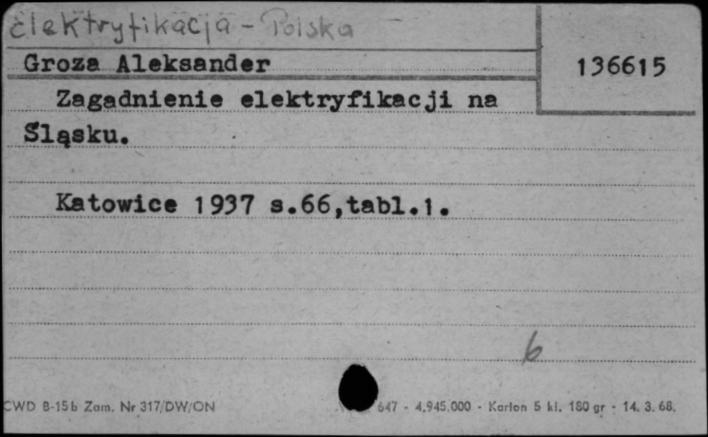 elektryfikacja - Polska
Groza Aleksander
136615
Zagadnienie elektryfikacji na
Śląsku.
Katowice 1937 s.66,tabl.1.
6
CWD B-15b Zam. Nr 317/DW/ON
647 - 4.945.000 - Karton 5 kl. 180 gr - 14. 3. 68.